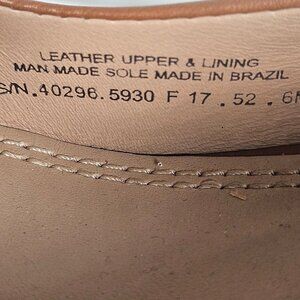 LEATHER UPPER & LINING
MAN MADE SOLE MADE IN BRAZIL
S/N.40296.5930 F 17.52.6